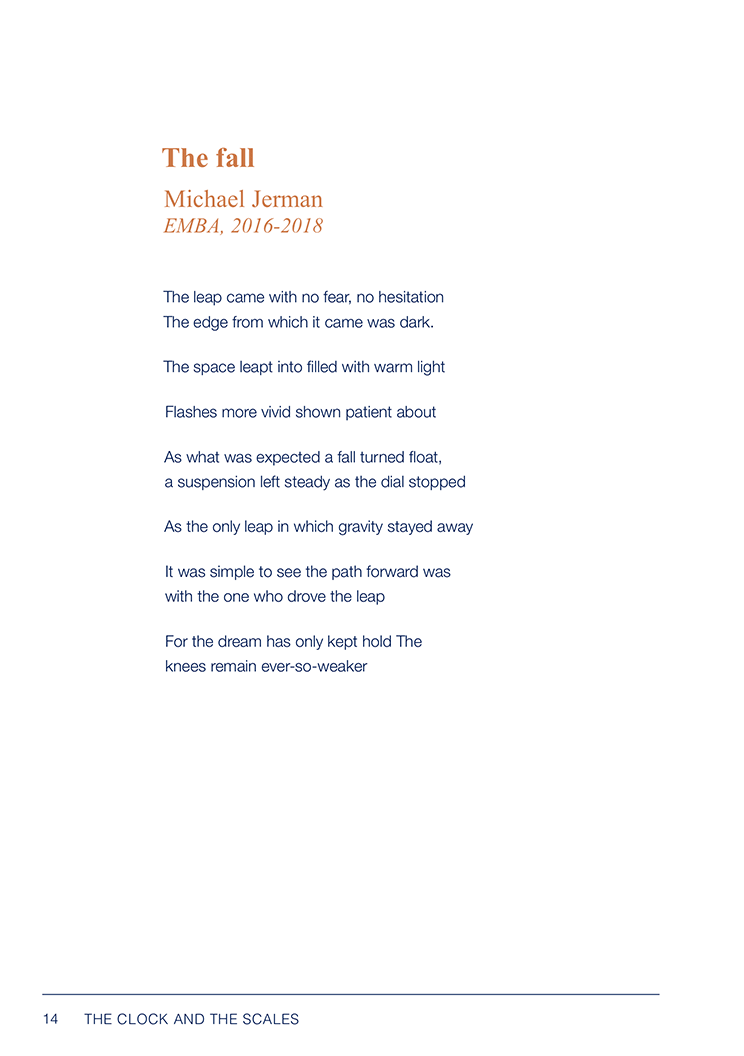 The fall
Michael Jerman
EMBA, 2016-2018
The leap came with no fear, no hesitation
The edge from which it came was dark.
The space leapt into filled with warm light
Flashes more vivid shown patient about
As what was expected a fall turned float,
a suspension left steady as the dial stopped
As the only leap in which gravity stayed away
It was simple to see the path forward was
with the one who drove the leap
For the dream has only kept hold The
knees remain ever-so-weaker
14 THE CLOCK AND THE SCALES